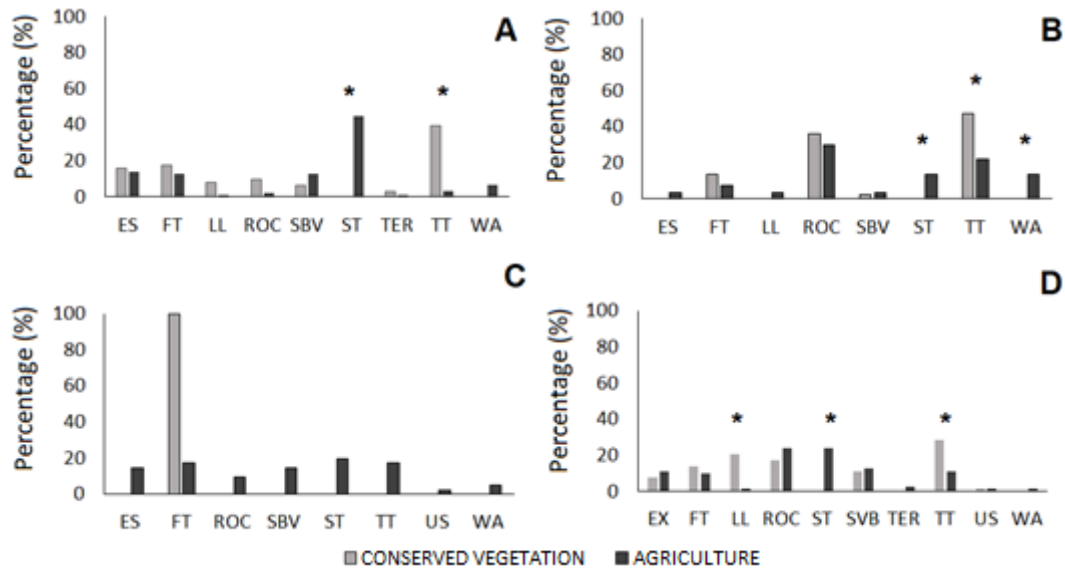 A
Percentage (%)
100
80
60
40
20
0
* *
ES FT LL ROC SBV ST TER TT WA
B
Percentage (%)
100
80
60
40
20
0
* * *
ES FT LL ROC SBV ST TT WA
C
Percentage (%)
100
80
60
40
20
0
ES FT ROC SBV ST TT US WA
D
Percentage (%)
100
80
60
40
20
0
* * *
EX FT LL ROC ST SVB TER TT US WA
CONSERVED VEGETATION AGRICULTURE